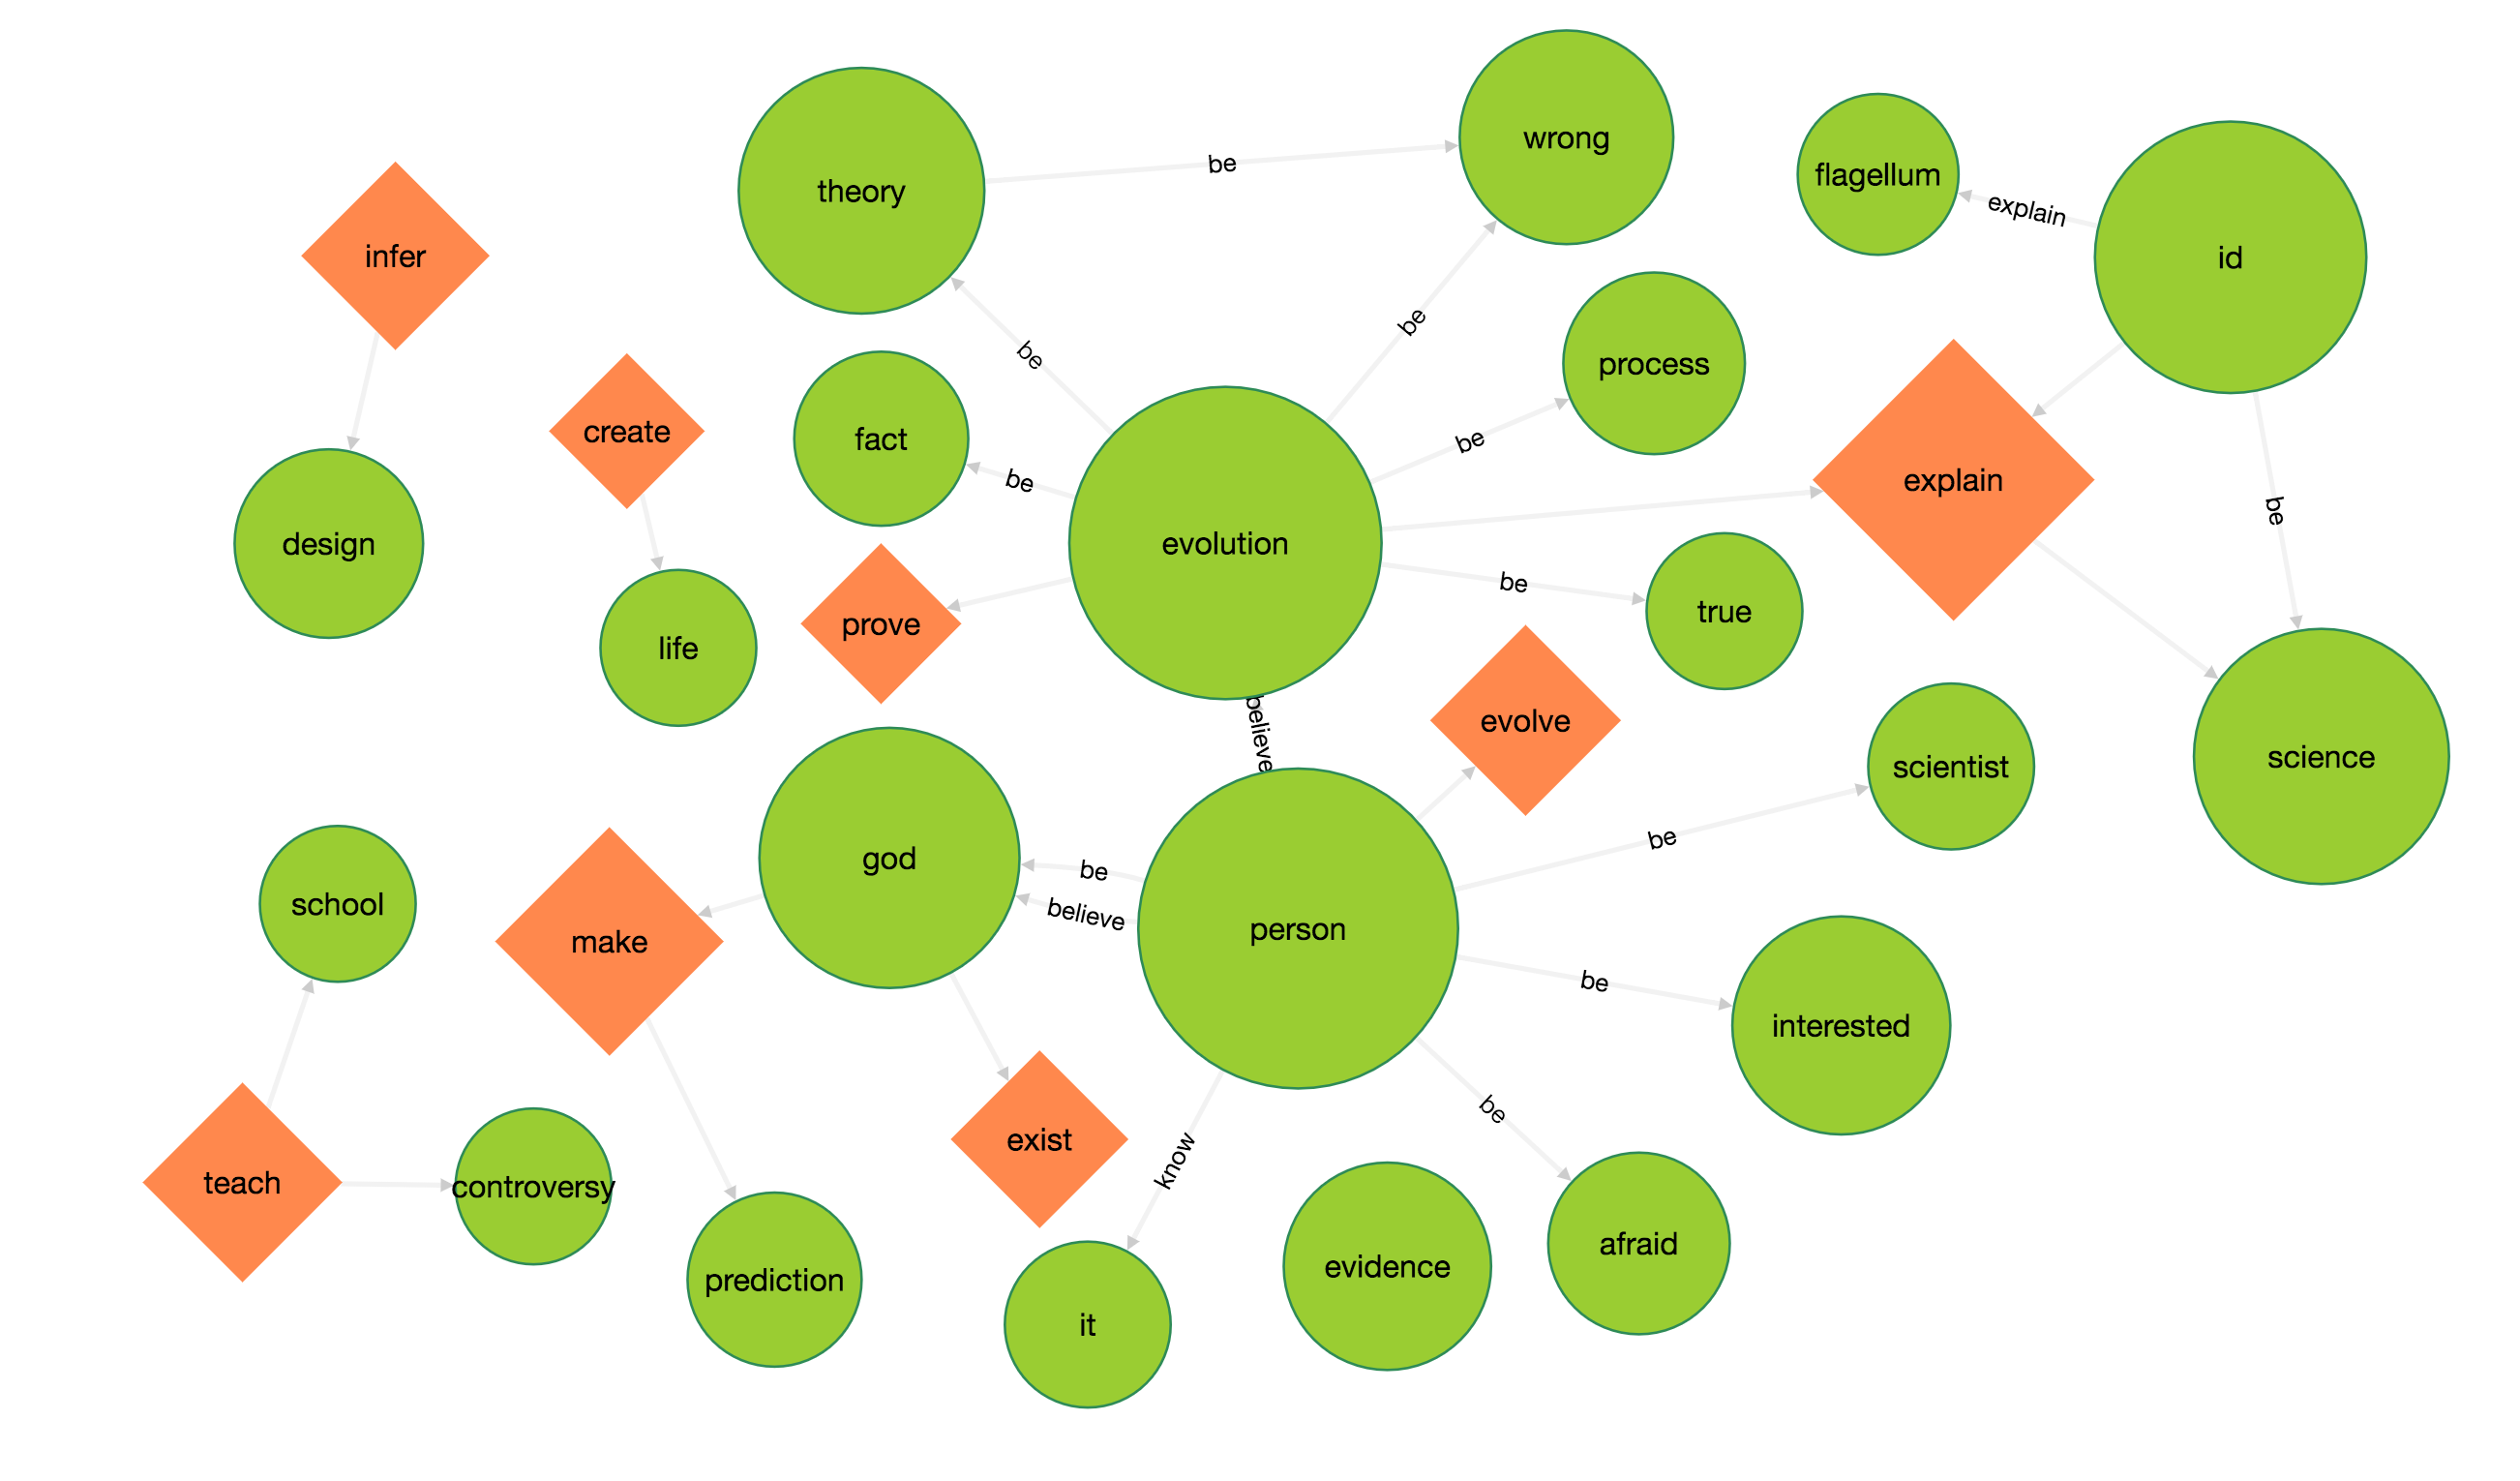 wrong
be
theory
flagellum
explain
infer
id
be
be
process
create
fact
be
be
explain
be
design
evolution
be
true
prove
life
evolve
believe
scientist
science
be
god
be
school
believe
person
make
be
interested
be
exist
know
teach
controversy
afraid
evidence
prediction
it